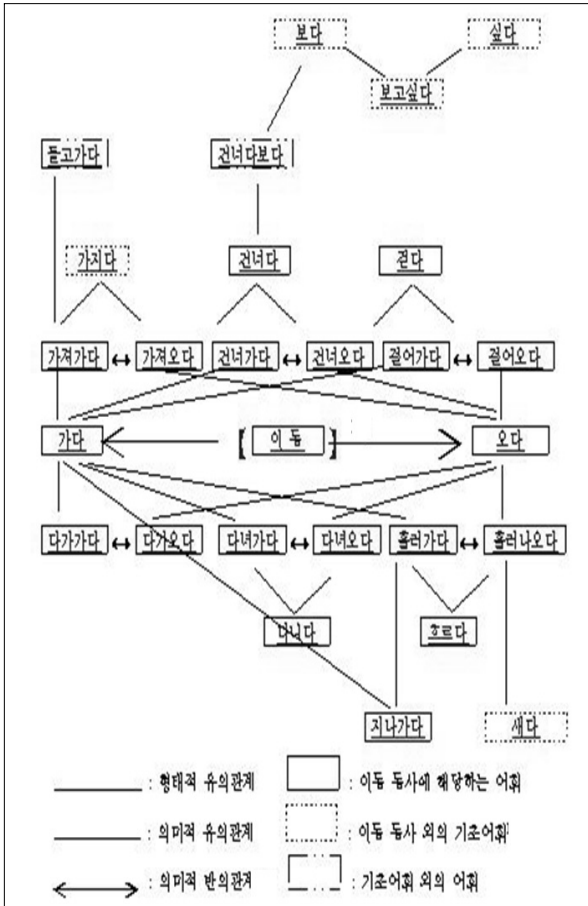 보다 싶다
보고싶다
들고가다 건너다보다
가지다 건너다 걷다
가져가다 가져오다 건너가다 건너오다 걸어가다 걸어오다
가다 [ 이동 ] 오다
다가가다 다가오다 다녀가다 다녀오다 흘러가다 흘러나오다
다니다 흐르다
지나가다 새다
: 형태적 유의관계 : 이동 동사에 해당하는 어휘
: 의미적 유의관계 : 이동 동사 외의 기초어휘
: 의미적 반의관계 : 기초어휘 외의 어휘